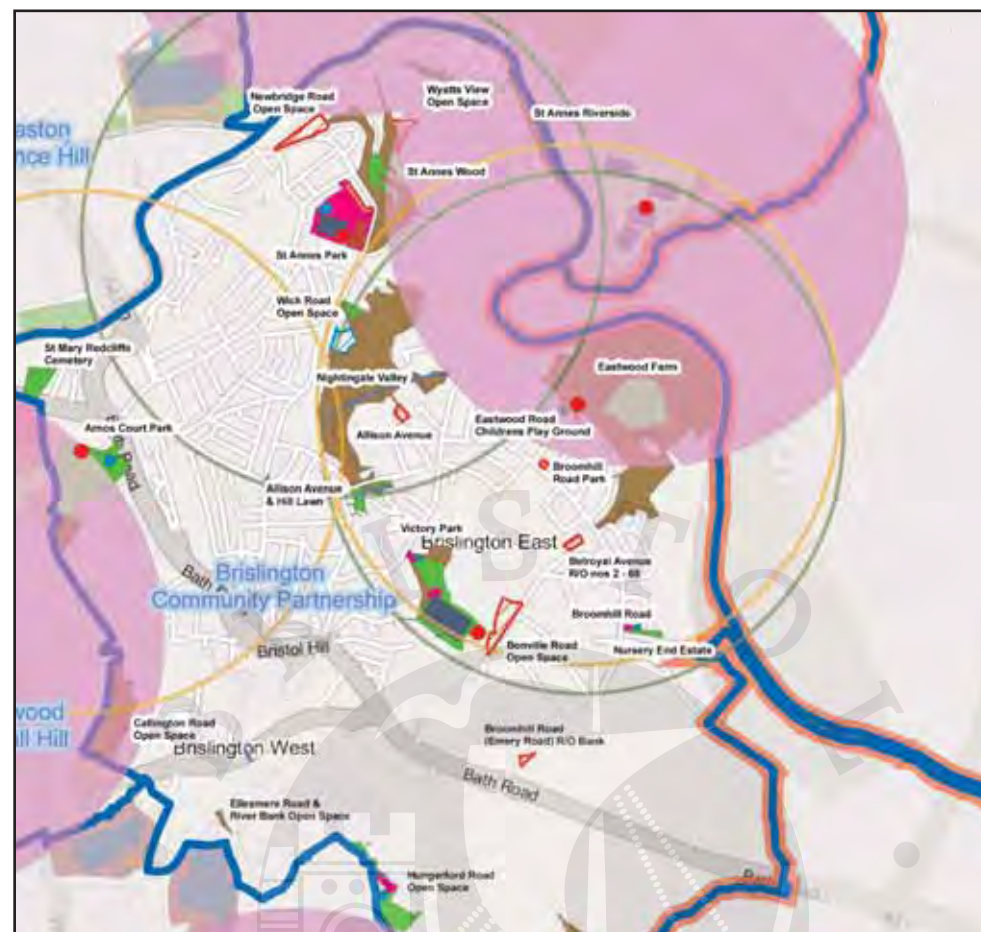 Newbridge Road
Open Space
Wyatts View
Open Space
St Annes Riverside
aston
nce Hill
St Annes Wood
St Annes Park
Wick Road
Open Space
St Mary Redcliffe
Cemetery
Eastwood Farm
Nightingale Valley
Arnos Court Park
Allison Avenue
Eastwood Road
Childrens Play Ground
Broomhill
Road Park
Allison Avenue
& Hill Lawn
Victory Park
Brislington East
Belroyal Avenue
R/O nos 2 - 68
Bath
Road
Brislington
Community Partnership
Broomhill Road
Bristol Hill
Bonville Road
Open Space
Nursery End Estate
wood
ll Hill
Callington Road
Open Space
Brislington West
Broomhill Road
(Emery Road) R/O Bank
Bath Road
Ellesmere Road &
River Bank Open Space
Hungerford Road
Open Space